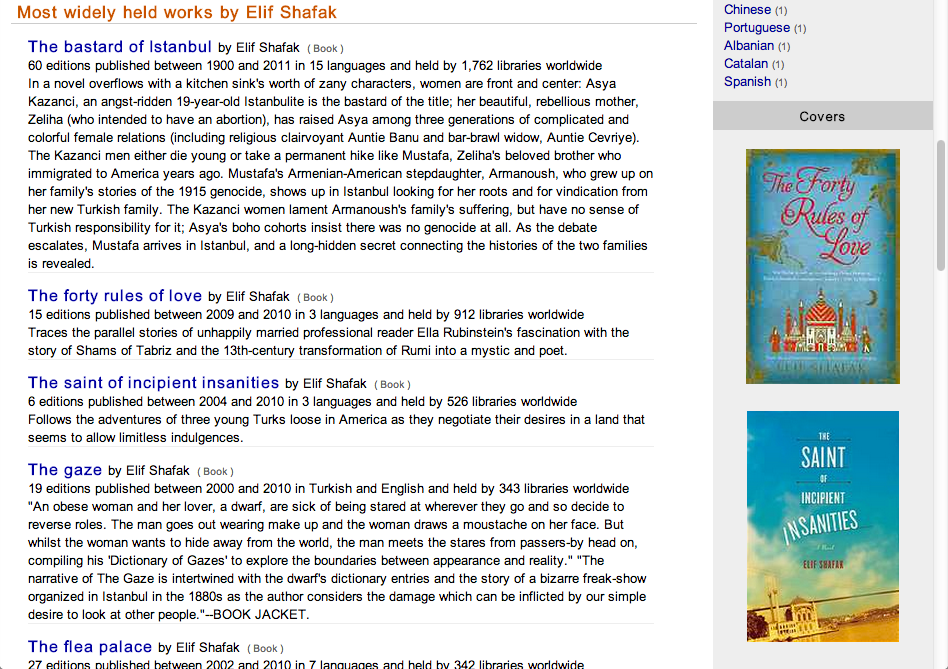 Most widely held works by Elif Shafak
The bastard of Istanbul by Elif Shafak ( Book )
60 editions published between 1900 and 2011 in 15 languages and held by 1,762 libraries worldwide
In a novel overflows with a kitchen sink's worth of zany characters, women are front and center: Asya
Kazanci, an angst-ridden 19-year-old Istanbulite is the bastard of the title; her beautiful, rebellious mother,
Zeliha (who intended to have an abortion), has raised Asya among three generations of complicated and
colorful female relations (including religious clairvoyant Auntie Banu and bar-brawl widow, Auntie Cevriye).
The Kazanci men either die young or take a permanent hike like Mustafa, Zeliha's beloved brother who
immigrated to America years ago. Mustafa's Armenian-American stepdaughter, Armanoush, who grew up on
her family's stories of the 1915 genocide, shows up in Istanbul looking for her roots and for vindication from
her new Turkish family. The Kazanci women lament Armanoush's family's suffering, but have no sense of
Turkish responsibility for it; Asya's boho cohorts insist there was no genocide at all. As the debate
escalates, Mustafa arrives in Istanbul, and a long-hidden secret connecting the histories of the two families
is revealed.
The forty rules of love by Elif Shafak ( Book )
15 editions published between 2009 and 2010 in 3 languages and held by 912 libraries worldwide
Traces the parallel stories of unhappily married professional reader Ella Rubinstein's fascination with the
story of Shams of Tabriz and the 13th-century transformation of Rumi into a mystic and poet.
The saint of incipient insanities by Elif Shafak ( Book )
6 editions published between 2004 and 2010 in 3 languages and held by 526 libraries worldwide
Follows the adventures of three young Turks loose in America as they negotiate their desires in a land that
seems to allow limitless indulgences.
The gaze by Elif Shafak ( Book )
19 editions published between 2000 and 2010 in Turkish and English and held by 343 libraries worldwide
"An obese woman and her lover, a dwarf, are sick of being stared at wherever they go and so decide to
reverse roles. The man goes out wearing make up and the woman draws a moustache on her face. But
whilst the woman wants to hide away from the world, the man meets the stares from passers-by head on,
compiling his 'Dictionary of Gazes' to explore the boundaries between appearance and reality." "The
narrative of The Gaze is intertwined with the dwarf's dictionary entries and the story of a bizarre freak-show
organized in Istanbul in the 1880s as the author considers the damage which can be inflicted by our simple
desire to look at other people."--BOOK JACKET.
The flea palace by Elif Shafak ( Book )
27 editions published between 2002 and 2010 in 7 languages and held by 342 libraries worldwide
Chinese (1)
Portuguese (1)
Albanian (1)
Catalan (1)
Spanish (1)
Covers
The Forty
Rules of
Love
ELIF SHAFAK
THE
SAINT
OF
INCIPIENT
INSANITIES
A Novel
ELIF SHAFAK